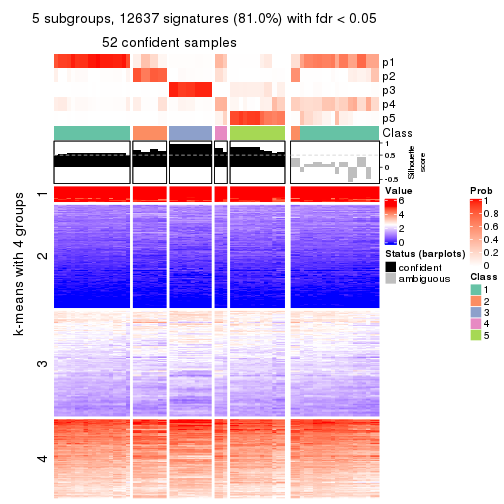 5 subgroups, 12637 signatures (81.0%) with fdr < 0.05
52 confident samples
p1
p2
p3
p4
p5
Class
1
0.5
0
-0.5
Silhouette
score
k-means with 4 groups
1
2
3
4
Value
6
4
2
0
Status (barplots)
confident
ambiguous
Prob
1
0.8
0.6
0.4
0.2
0
Class
1
2
3
4
5